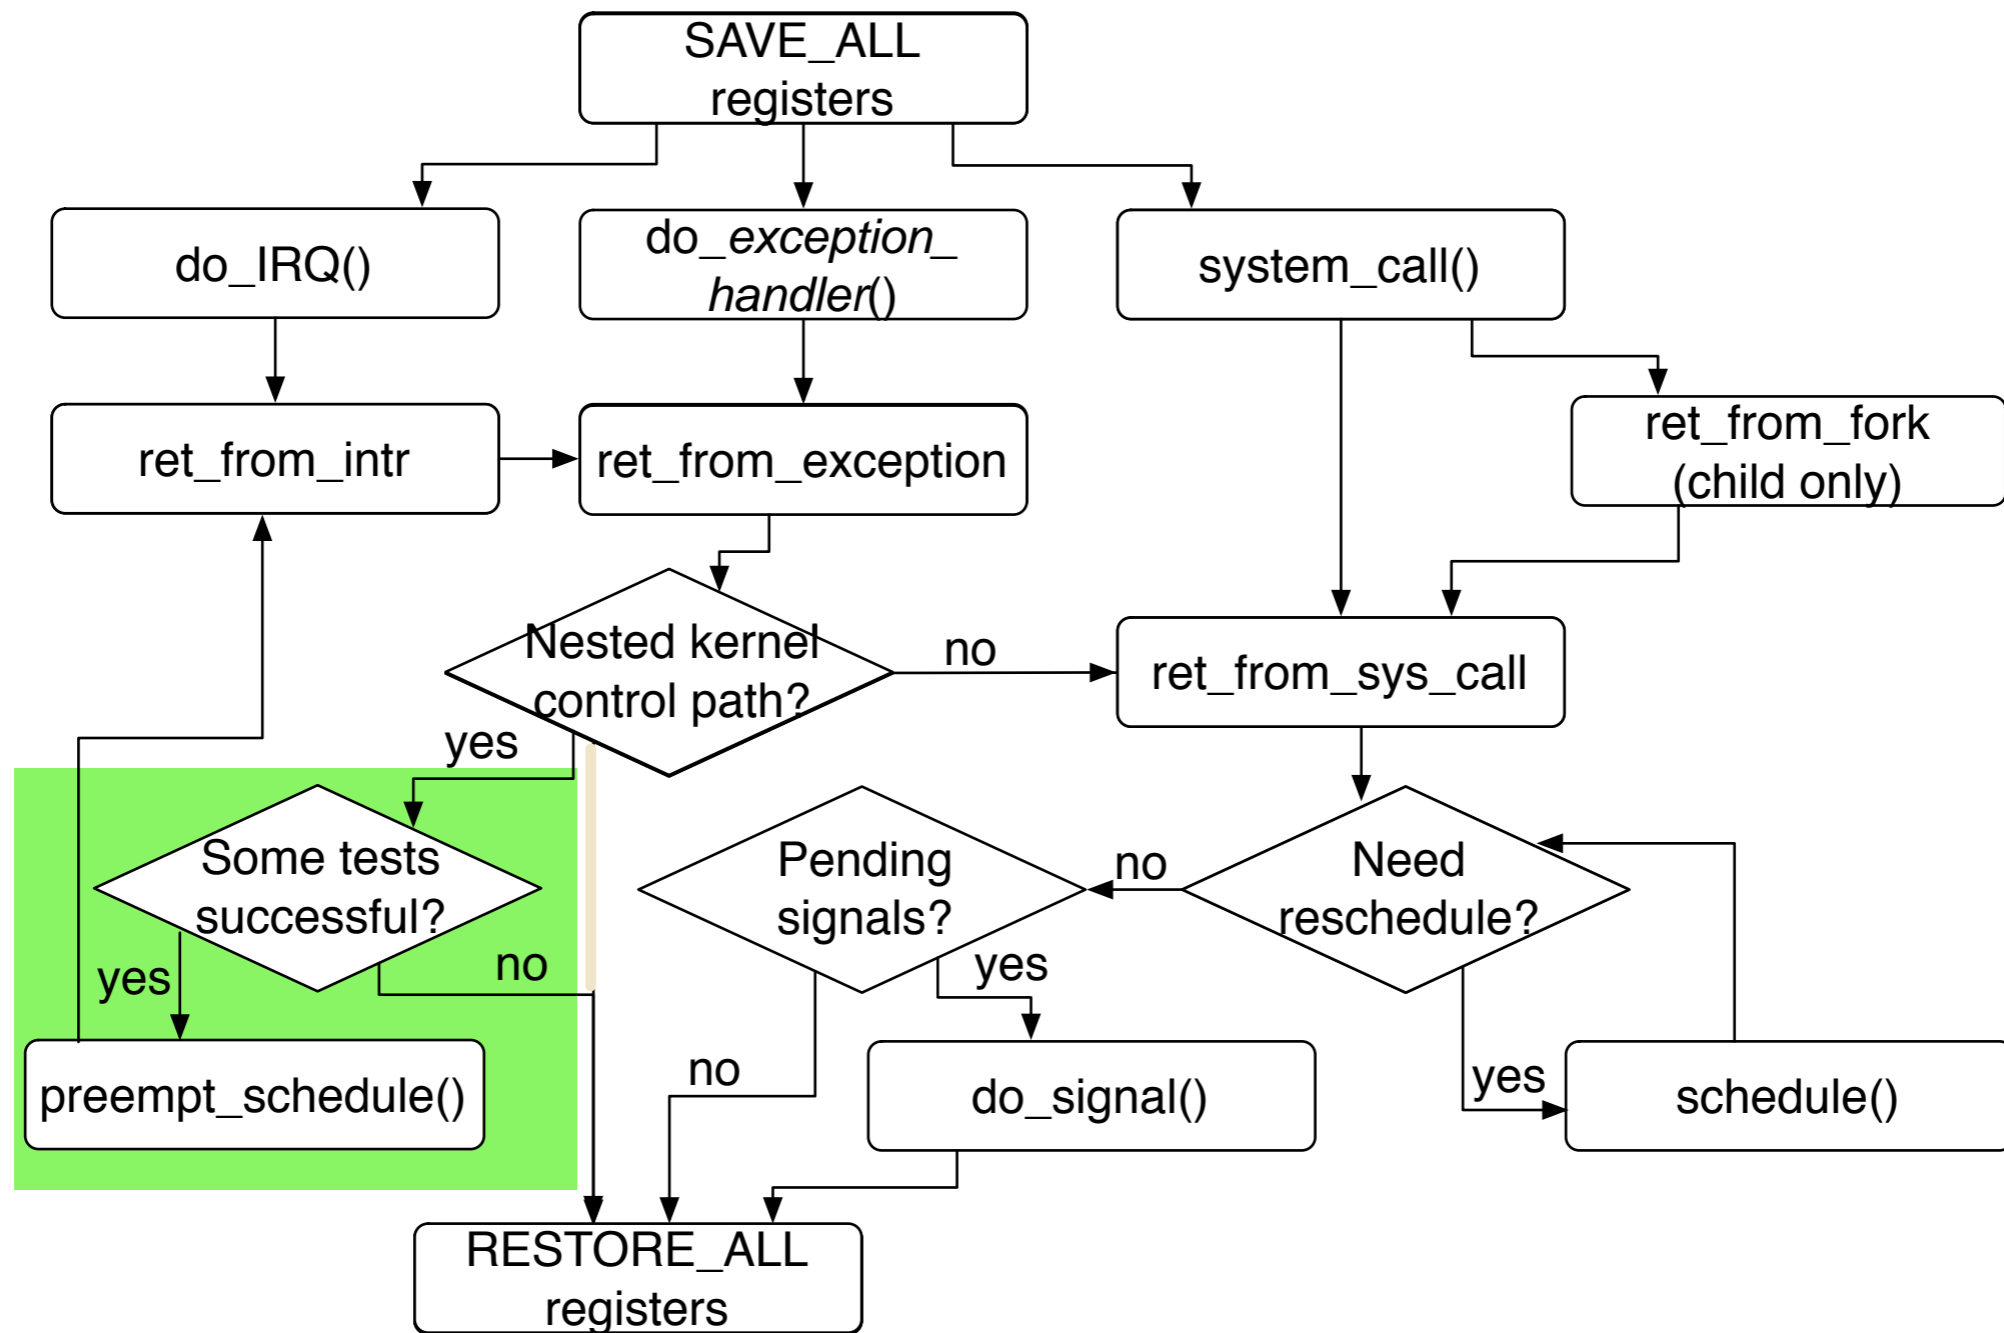 SAVE_ALL
registers
do_IRQ()
do_exception_
handler()
system_call()
ret_from_intr
ret_from_exception
ret_from_fork
(child only)
Nested kernel
control path?
no
ret_from_sys_call
yes
Some tests
successful?
yes
no
Pending
signals?
no
Need
reschedule?
yes
no
yes
preempt_schedule()
do_signal()
schedule()
RESTORE_ALL
registers